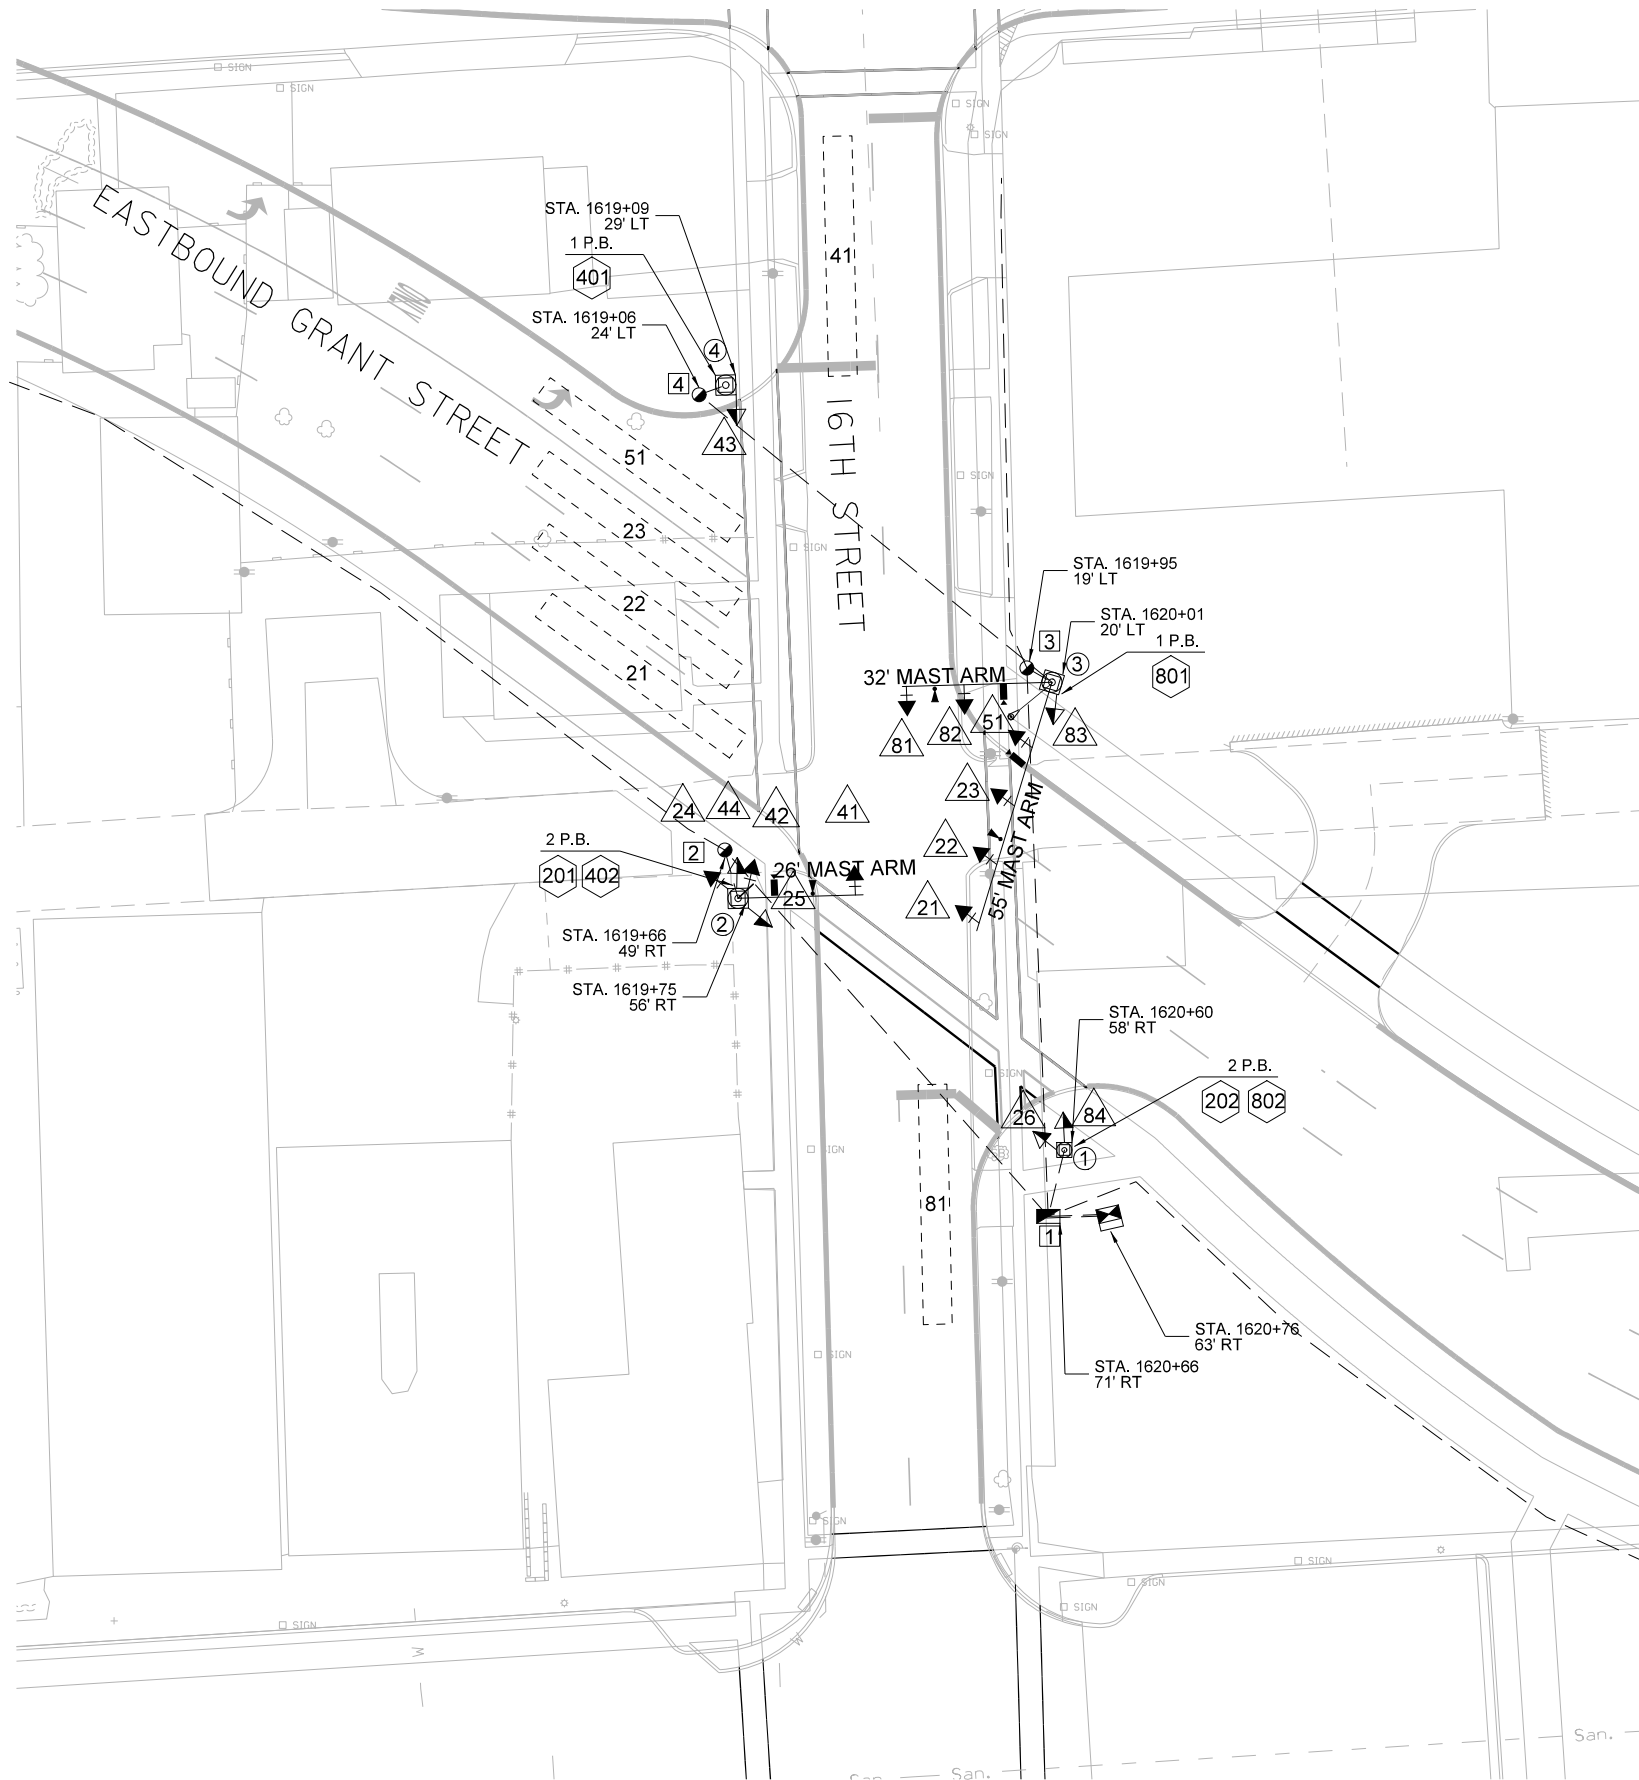 SIGN
SIGN
SIGN
SIGN
EASTBOUND GRANT STREET
STA. 1619+09
29' LT
1 P.B.
401
41
STA. 1619+06
24' LT
4
4
43
16TH STREET
SIGN
51
23
SIGN
22
21
STA. 1619+95
19' LT
STA. 1620+01
20' LT
1 P.B.
801
3
3
32' MAST ARM
81
82
51
83
24
44
42
41
23
22
21
55' MAST ARM
2 P.B.
201
402
2
26' MAST ARM
25
2
STA. 1619+66
49' RT
STA. 1619+75
56' RT
STA. 1620+60
58' RT
SIGN
2 P.B.
202
802
26
84
1
SIGN
81
1
STA. 1620+76
63' RT
STA. 1620+66
71' RT
SIGN
SIGN
SIGN
SIGN
SIGN
SIGN
San.
San.
San.